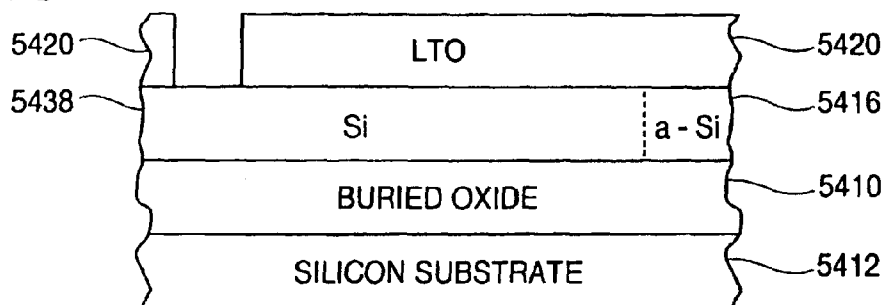 5420 LTO 5420
5438 5416
Si a - Si
BURIED OXIDE 5410
SILICON SUBSTRATE 5412